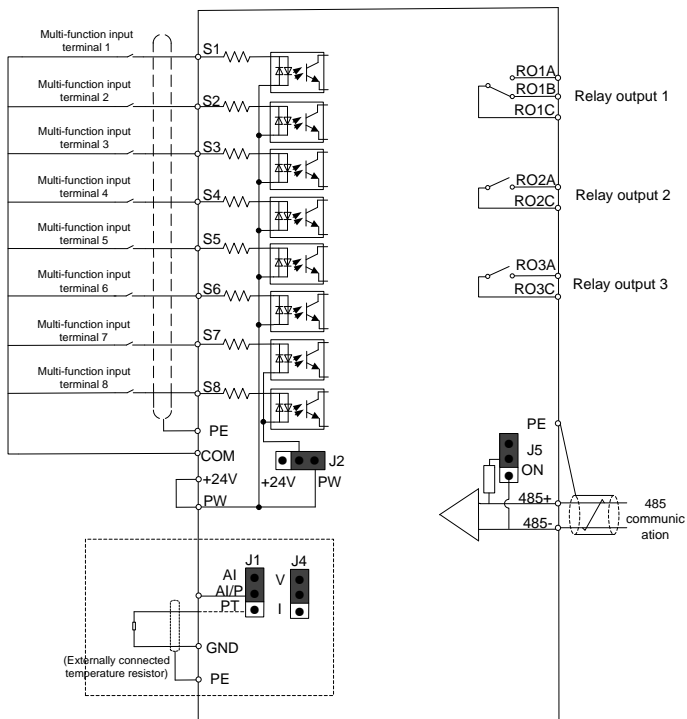 Multi-function input
terminal 1
S1
Multi-function input
terminal 2
S2
Multi-function input
terminal 3
S3
Multi-function input
terminal 4
S4
Multi-function input
terminal 5
S5
Multi-function input
terminal 6
S6
Multi-function input
terminal 7
S7
Multi-function input
terminal 8
S8
PE
COM
+24V
PW
+24V
PW
J2
RO1A
RO1B
RO1C
Relay output 1
RO2A
RO2C
Relay output 2
RO3A
RO3C
Relay output 3
PE
J5
ON
485+
485-
485
communic
ation
J1
J4
AI
AI/P
PT
V
I
GND
(Externally connected
temperature resistor)
PE